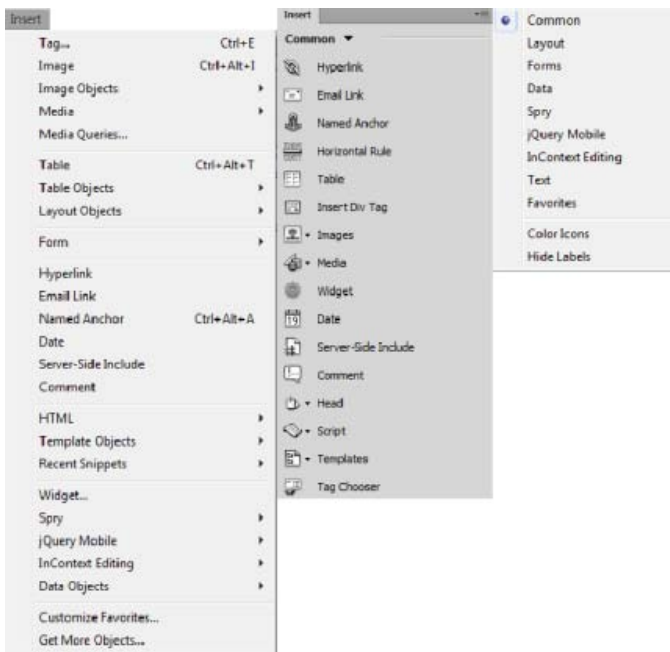 Insert
Tag... Ctrl+E
Image Ctrl+Alt+I
Image Objects
Media
Media Queries...
Table Ctrl+Alt+T
Table Objects
Layout Objects
Form
Hyperlink
Email Link
Named Anchor Ctrl+Alt+A
Date
Server-Side Include
Comment
HTML
Template Objects
Recent Snippets
Widget...
Spry
jQuery Mobile
InContext Editing
Data Objects
Customize Favorites...
Get More Objects...
Insert
Common
Hyperlink
Email Link
Named Anchor
Horizontal Rule
Table
Insert Div Tag
Images
Media
Widget
19 Date
Server-Side Include
Comment
Head
Script
Templates
Tag Chooser
Common
Layout
Forms
Data
Spry
jQuery Mobile
InContext Editing
Text
Favorites
Color Icons
Hide Labels